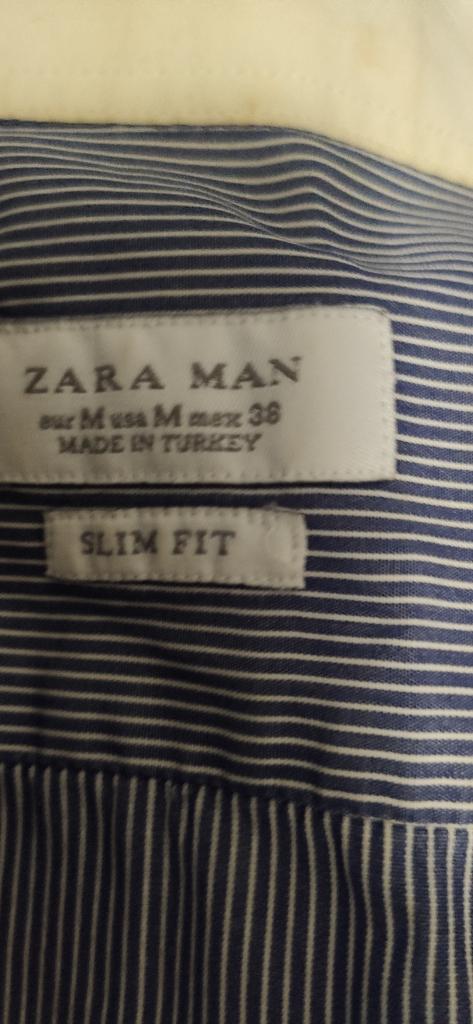 ZARA MAN
eur M usa M mex 38
MADE IN TURKEY
SLIM FIT